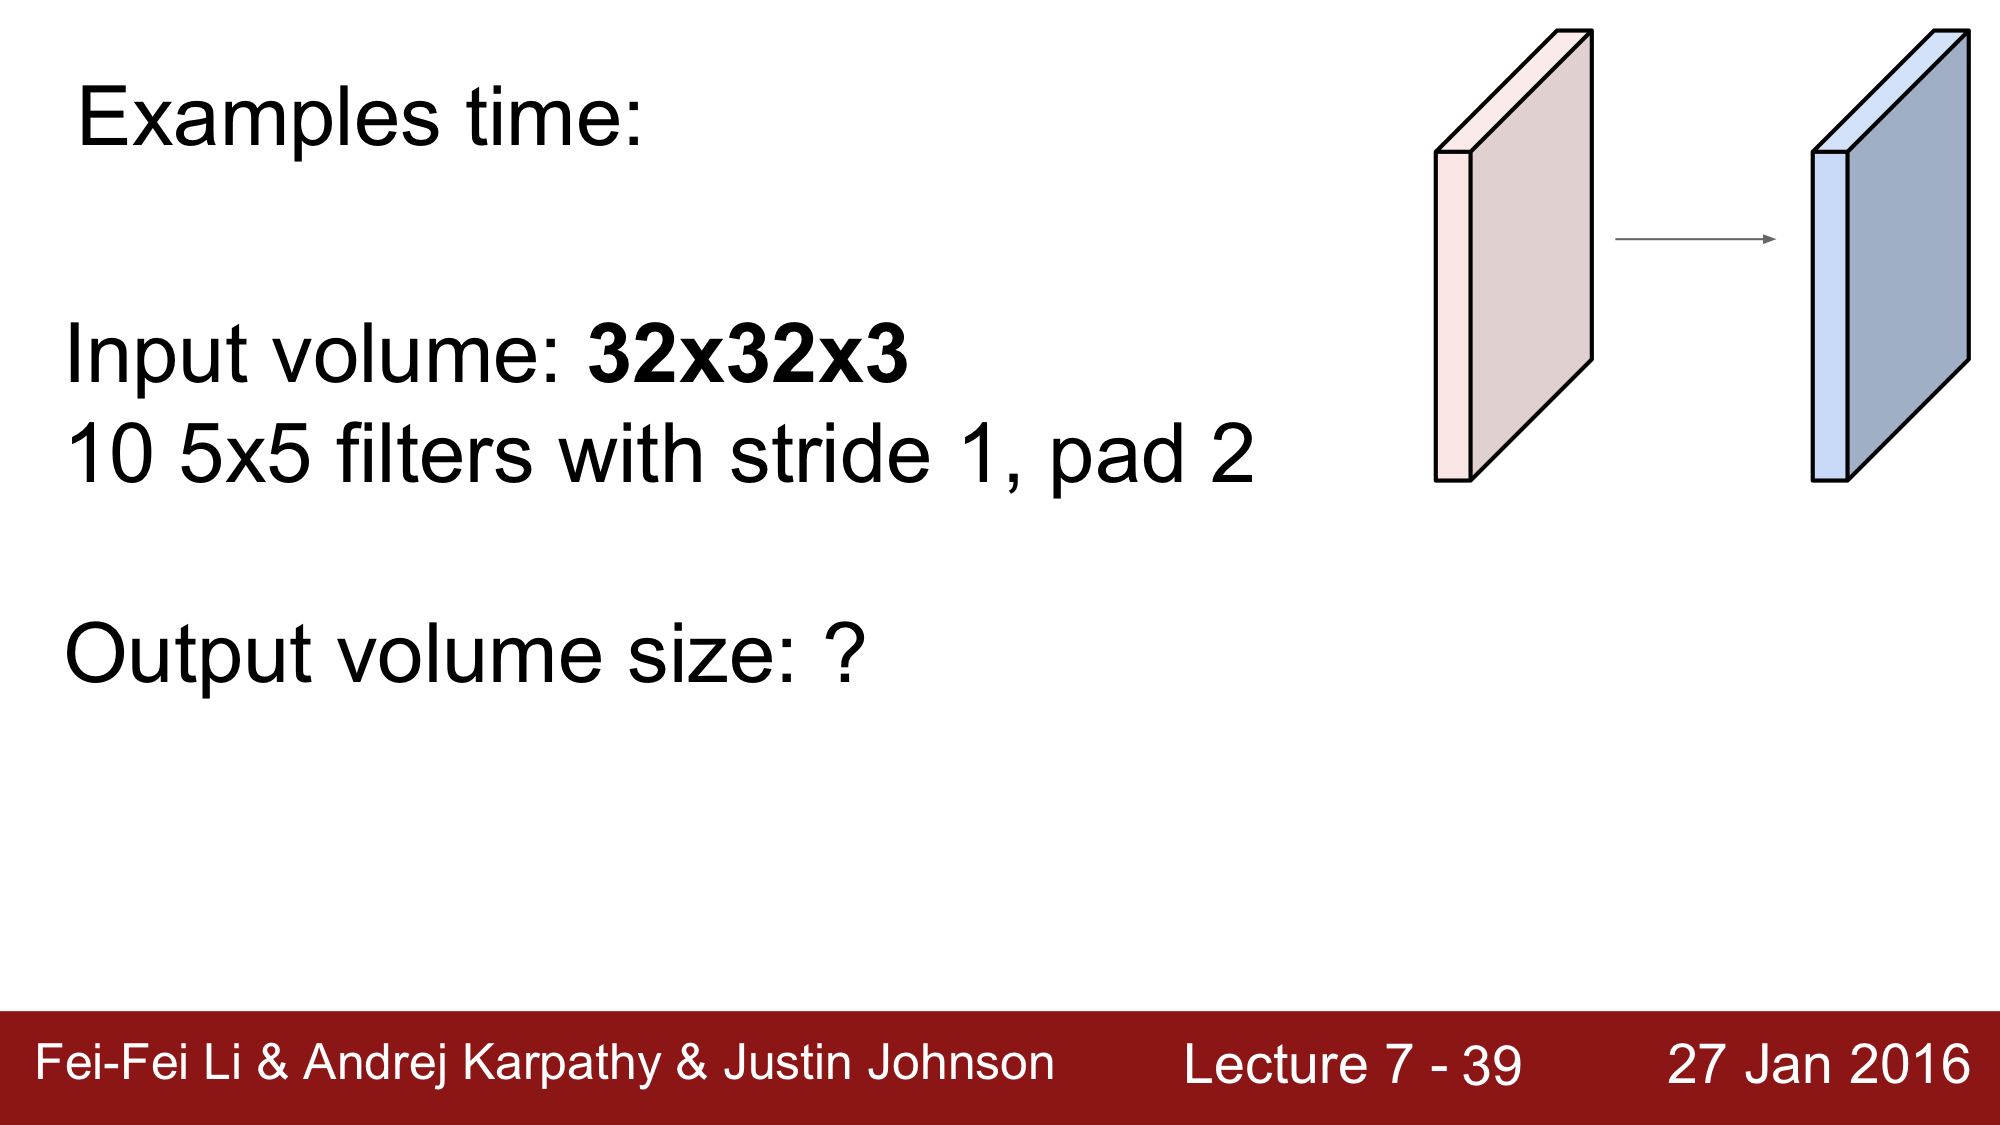 Examples time:
Input volume: 32x32x3
10 5x5 filters with stride 1, pad 2
Output volume size: ?
Fei-Fei Li & Andrej Karpathy & Justin Johnson
Lecture 7 - 39
27 Jan 2016